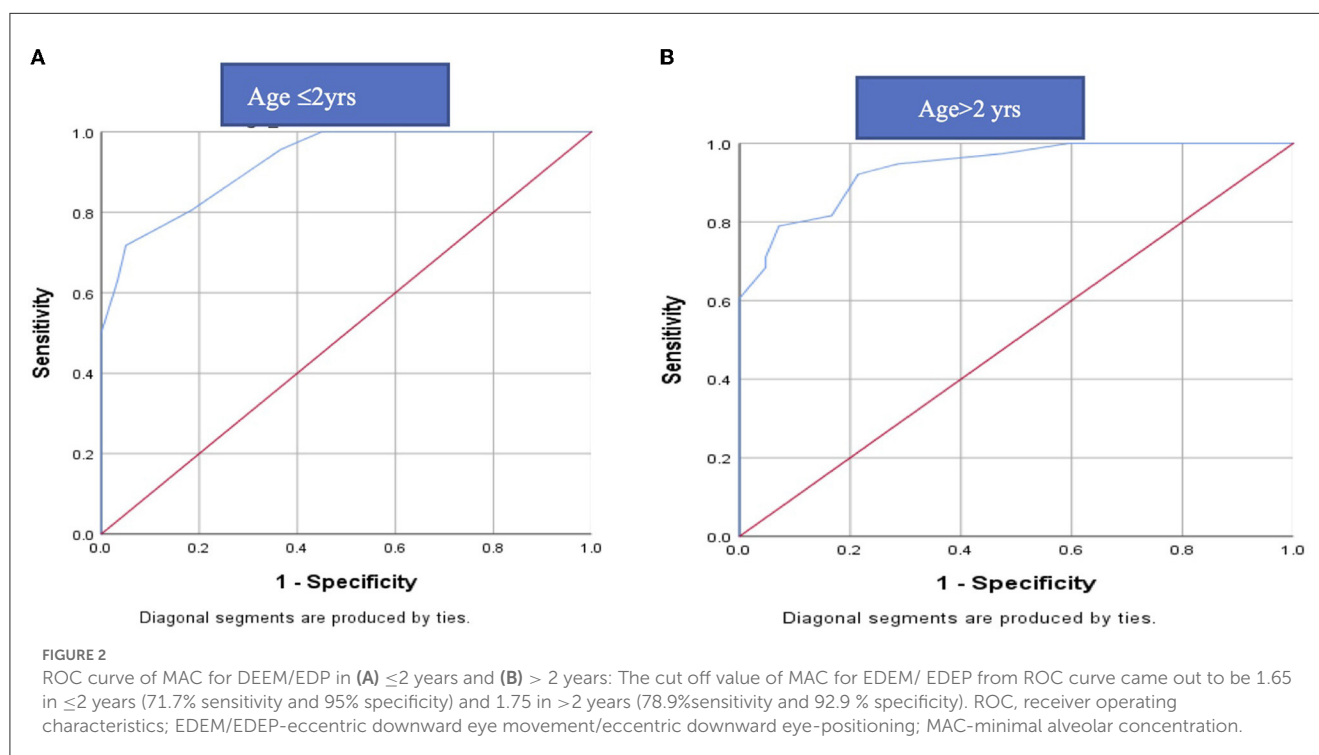 A
B
Age ≤2yrs
Age>2 yrs
1.0
0.8
0.6
0.4
0.2
0.0
Sensitivity
0.0 0.2 0.4 0.6 0.8 1.0
1 - Specificity
Diagonal segments are produced by ties.
1.0
0.8
0.6
0.4
0.2
0.0
Sensitivity
0.0 0.2 0.4 0.6 0.8 1.0
1 - Specificity
Diagonal segments are produced by ties.
FIGURE 2
ROC curve of MAC for DEEM/EDP in (A) ≤2 years and (B) > 2 years: The cut off value of MAC for EDEM/ EDEP from ROC curve came out to be 1.65
in ≤2 years (71.7% sensitivity and 95% specificity) and 1.75 in >2 years (78.9%sensitivity and 92.9 % specificity). ROC, receiver operating
characteristics; EDEM/EDEP-eccentric downward eye movement/eccentric downward eye-positioning; MAC-minimal alveolar concentration.